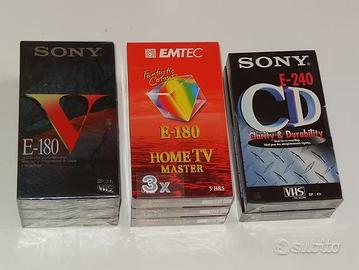 SONY
V
E-180
VHS
EMTEC
Fantastic
Colours
E-180
HOME TV
MASTER
3x
3 HRS
SONY
E-240
CD
Clarity & Durability
VHS
subito